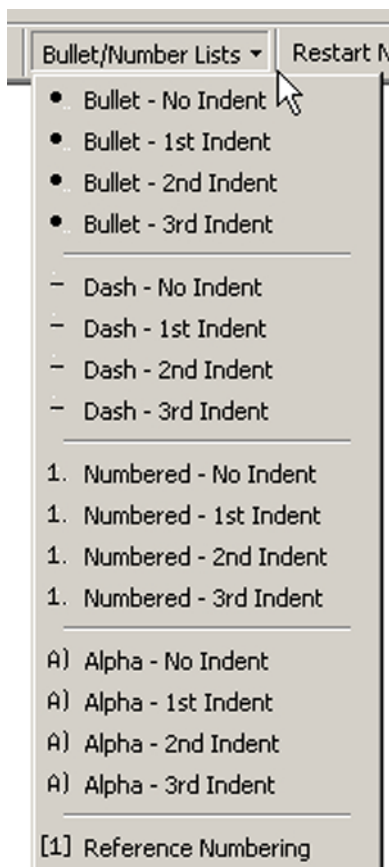 Bullet/Number Lists Restart
• Bullet - No Indent
• Bullet - 1st Indent
• Bullet - 2nd Indent
• Bullet - 3rd Indent
– Dash - No Indent
– Dash - 1st Indent
– Dash - 2nd Indent
– Dash - 3rd Indent
1. Numbered - No Indent
1. Numbered - 1st Indent
1. Numbered - 2nd Indent
1. Numbered - 3rd Indent
A) Alpha - No Indent
A) Alpha - 1st Indent
A) Alpha - 2nd Indent
A) Alpha - 3rd Indent
[1] Reference Numbering